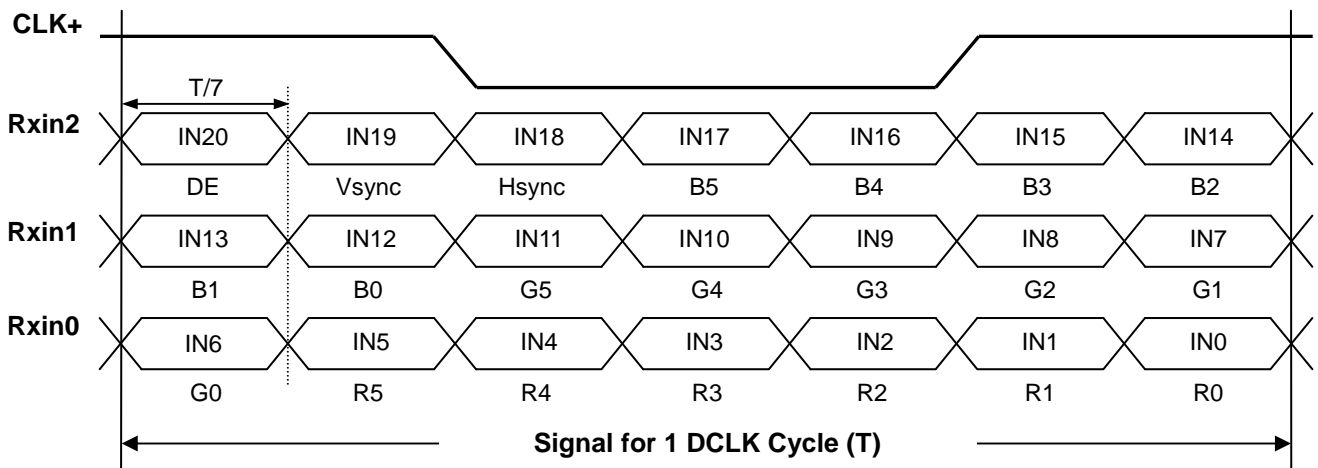 CLK+
T/7
Rxin2 IN20 IN19 IN18 IN17 IN16 IN15 IN14
DE Vsync Hsync B5 B4 B3 B2
Rxin1 IN13 IN12 IN11 IN10 IN9 IN8 IN7
B1 B0 G5 G4 G3 G2 G1
Rxin0 IN6 IN5 IN4 IN3 IN2 IN1 IN0
G0 R5 R4 R3 R2 R1 R0
Signal for 1 DCLK Cycle (T)